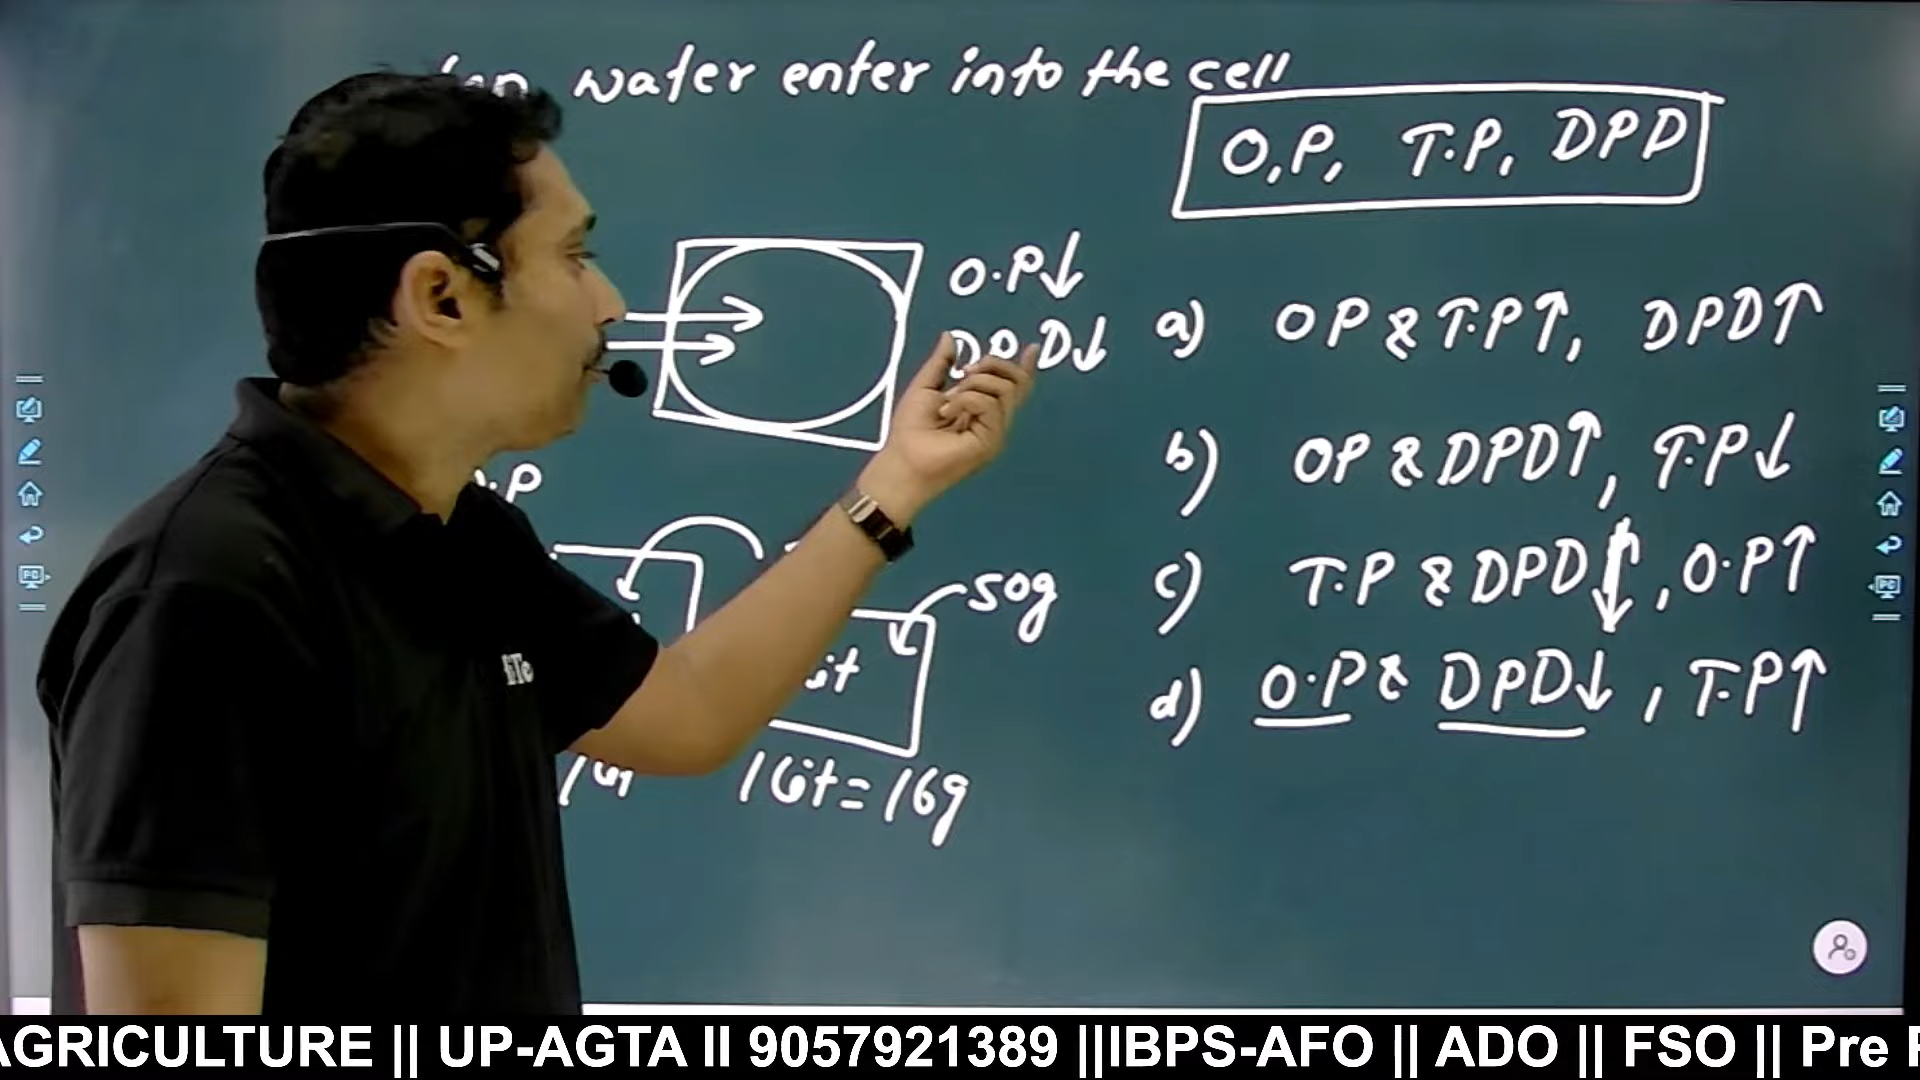 water enter into the cell
O.P, T.P, DPD
O.P↓
DPD↓
a) OP & T.P↑, DPD↑
b) OP & DPD↑, T.P↓
c) T.P & DPD↓, O.P↑
d) O.P & DPD↓, T.P↑
.P
50g
1lit = 16g
AGRICULTURE || UP-AGTA II 9057921389 ||IBPS-AFO || ADO || FSO || Pre